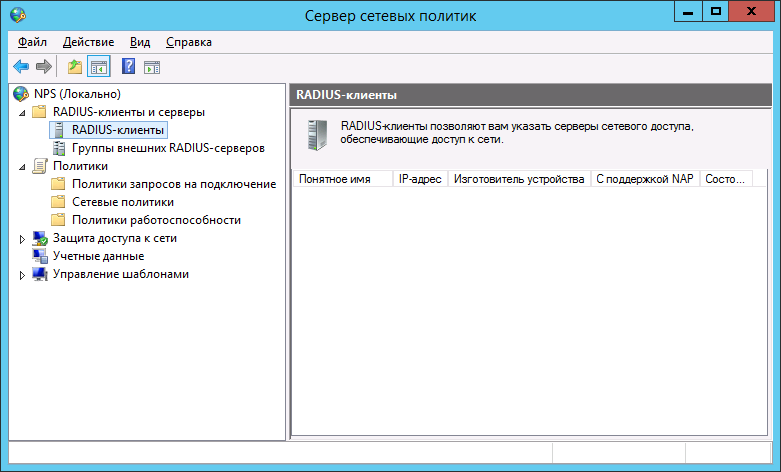 Сервер сетевых политик
Файл Действие Вид Справка
NPS (Локально)
RADIUS-клиенты и серверы
RADIUS-клиенты
Группы внешних RADIUS-серверов
Политики
Политики запросов на подключение
Сетевые политики
Политики работоспособности
Защита доступа к сети
Учетные данные
Управление шаблонами
RADIUS-клиенты
RADIUS-клиенты позволяют вам указать серверы сетевого доступа,
обеспечивающие доступ к сети.
Понятное имя IP-адрес Изготовитель устройства С поддержкой NAP Состо...